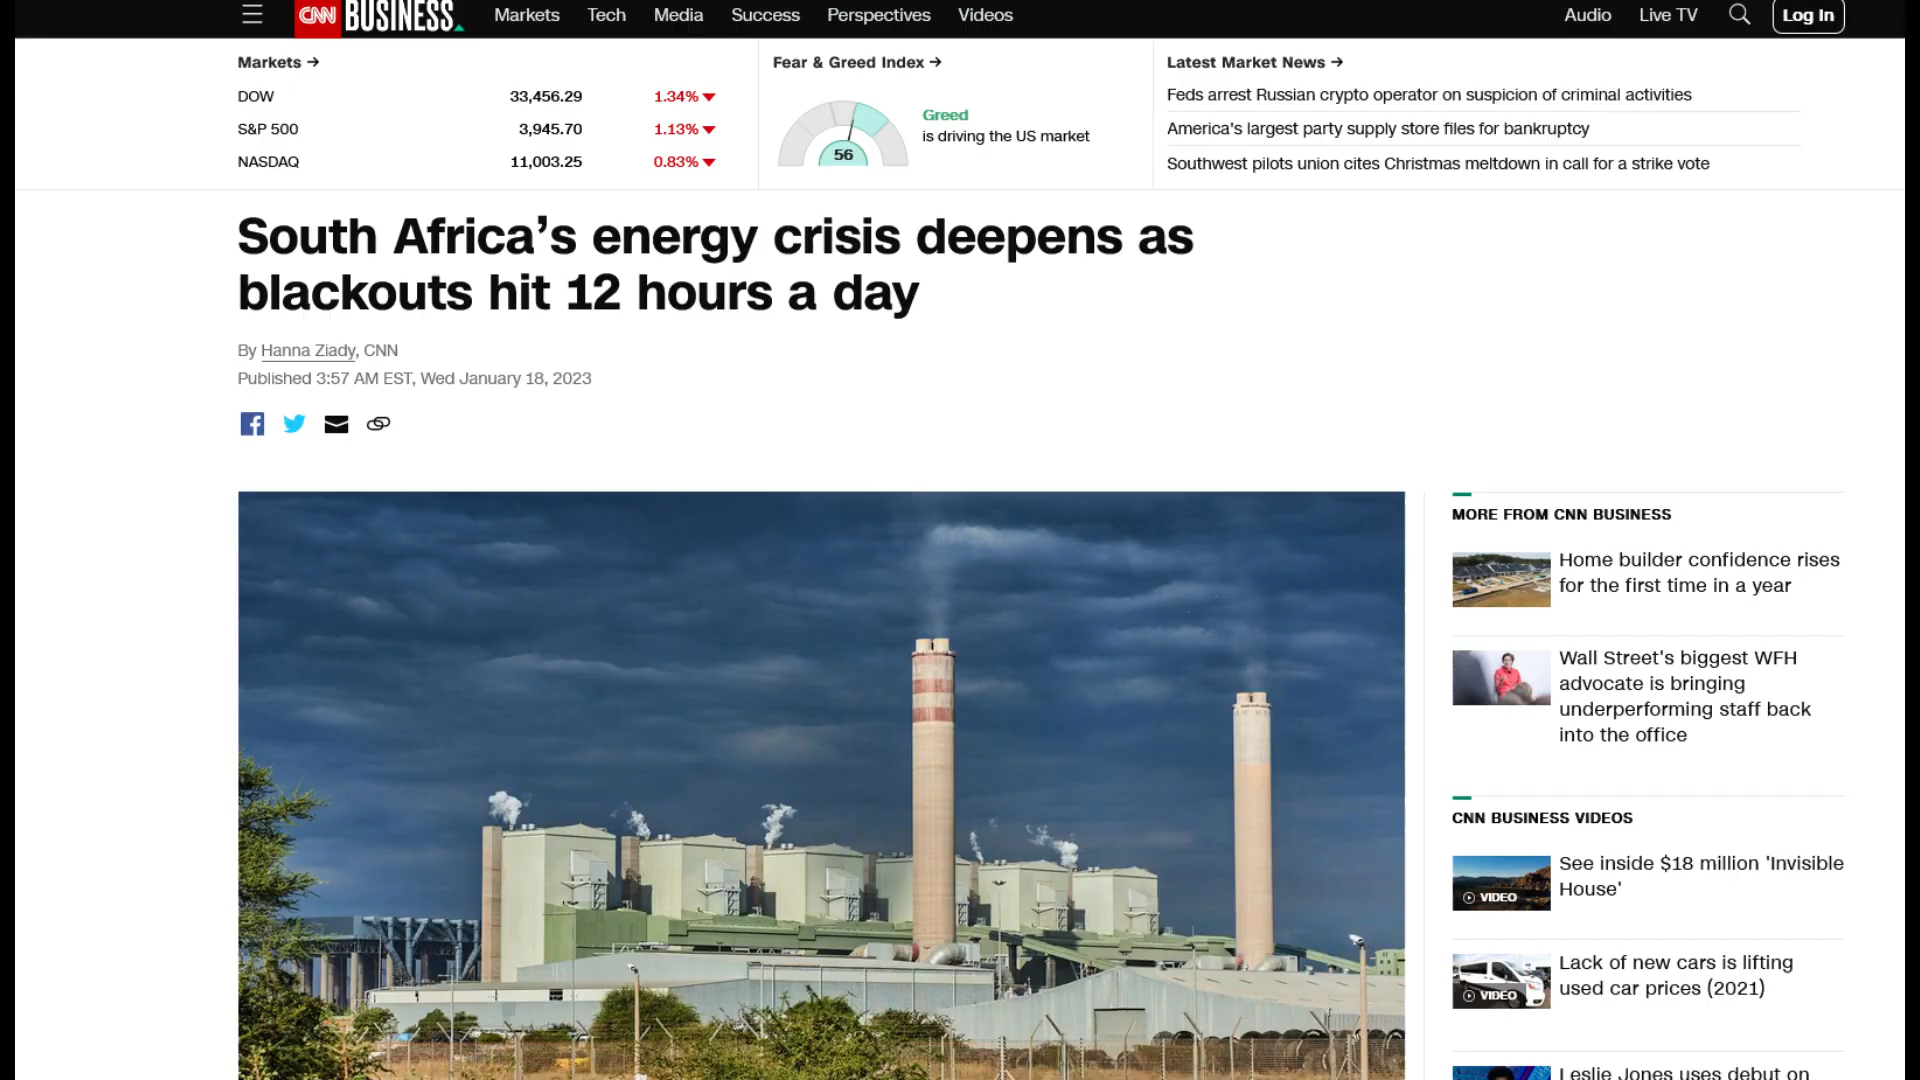 CNN BUSINESS
Markets Tech Media Success Perspectives Videos
Audio Live TV Log In
Markets →
DOW 33,456.29 1.34%
S&P 500 3,945.70 1.13%
NASDAQ 11,003.25 0.83%
Fear & Greed Index →
56
Greed
is driving the US market
Latest Market News →
Feds arrest Russian crypto operator on suspicion of criminal activities
America's largest party supply store files for bankruptcy
Southwest pilots union cites Christmas meltdown in call for a strike vote
South Africa’s energy crisis deepens as
blackouts hit 12 hours a day
By Hanna Ziady, CNN
Published 3:57 AM EST, Wed January 18, 2023
MORE FROM CNN BUSINESS
Home builder confidence rises
for the first time in a year
Wall Street's biggest WFH
advocate is bringing
underperforming staff back
into the office
CNN BUSINESS VIDEOS
VIDEO
See inside $18 million 'Invisible
House'
VIDEO
Lack of new cars is lifting
used car prices (2021)
Leslie Jones uses debut on